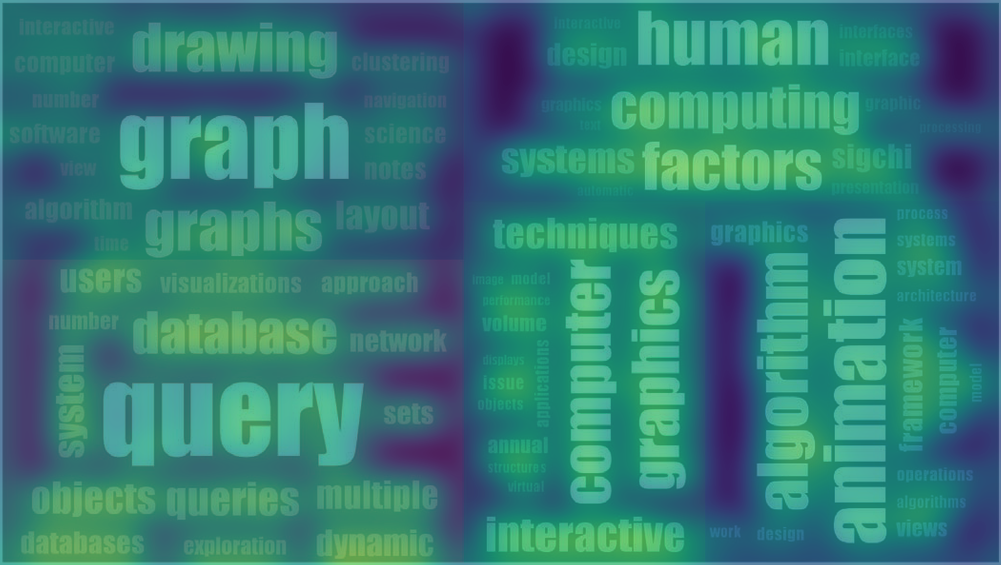 interactive
drawing
computer
clustering
number
navigation
graph
software
science
view
notes
algorithm
graphs
layout
time
users
visualizations
approach
number
database
network
system
query
sets
objects
queries
multiple
databases
exploration
dynamic
interactive
human
interfaces
design
interface
graphics
computing
graphic
text
processing
systems
factors
sigchi
automatic
presentation
techniques
image
model
performance
volume
displays
issue
objects
applications
annual
structures
virtual
computer
graphics
interactive
graphics
algorithm
animation
work
design
process
systems
system
architecture
framework
computer
model
operations
algorithms
views